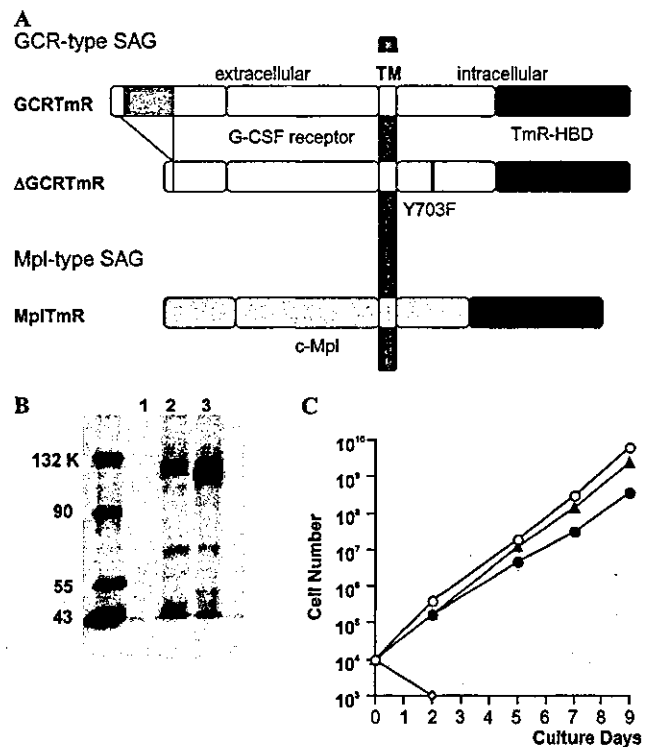 A
GCR-type SAG
extracellular TM intracellular
GCRTmR
G-CSF receptor TmR-HBD
ΔGCRTmR
Y703F
Mpl-type SAG
MplTmR
c-Mpl
B
1 2 3
132 K
90
55
43
C
10¹⁰
10⁹
10⁸
10⁷
10⁶
10⁵
10⁴
10³
Cell Number
0 1 2 3 4 5 6 7 8 9
Culture Days